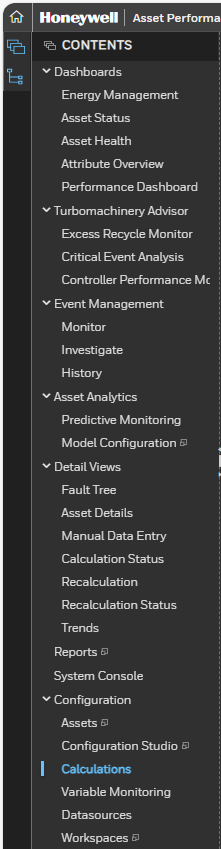 Honeywell | Asset Performa
CONTENTS
Dashboards
Energy Management
Asset Status
Asset Health
Attribute Overview
Performance Dashboard
Turbomachinery Advisor
Excess Recycle Monitor
Critical Event Analysis
Controller Performance Mc
Event Management
Monitor
Investigate
History
Asset Analytics
Predictive Monitoring
Model Configuration
Detail Views
Fault Tree
Asset Details
Manual Data Entry
Calculation Status
Recalculation
Recalculation Status
Trends
Reports
System Console
Configuration
Assets
Configuration Studio
Calculations
Variable Monitoring
Datasources
Workspaces